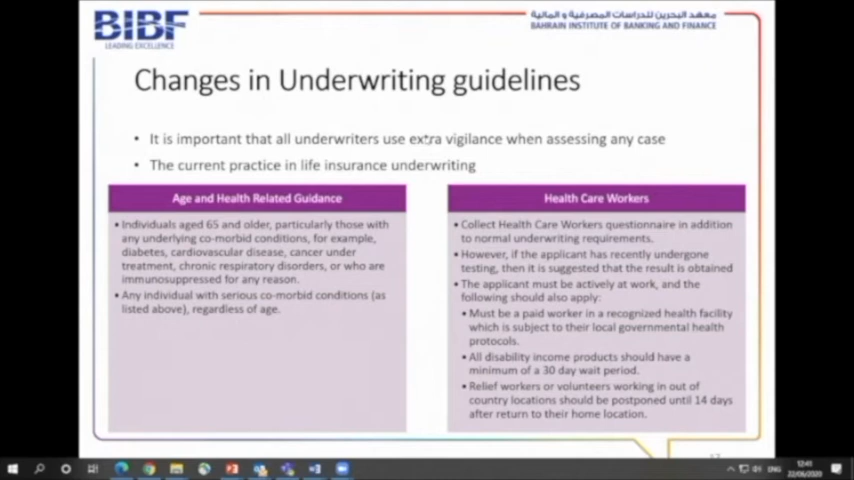 BIBF
LEADING EXCELLENCE
معهد البحرين للدراسات المصرفية و المالية
BAHRAIN INSTITUTE OF BANKING AND FINANCE
Changes in Underwriting guidelines
• It is important that all underwriters use extra vigilance when assessing any case
• The current practice in life insurance underwriting
Age and Health Related Guidance
• Individuals aged 65 and older, particularly those with
any underlying co-morbid conditions, for example,
diabetes, cardiovascular disease, cancer under
treatment, chronic respiratory disorders, or who are
immunosuppressed for any reason.
• Any individual with serious co-morbid conditions (as
listed above), regardless of age.
Health Care Workers
• Collect Health Care Workers questionnaire in addition
to normal underwriting requirements.
• However, if the applicant has recently undergone
testing, then it is suggested that the result is obtained
• The applicant must be actively at work, and the
following should also apply:
• Must be a paid worker in a recognized health facility
which is subject to their local governmental health
protocols.
• All disability income products should have a
minimum of a 30 day wait period.
• Relief workers or volunteers working in out of
country locations should be postponed until 14 days
after return to their home location.
ENG
12:41
22/06/2020